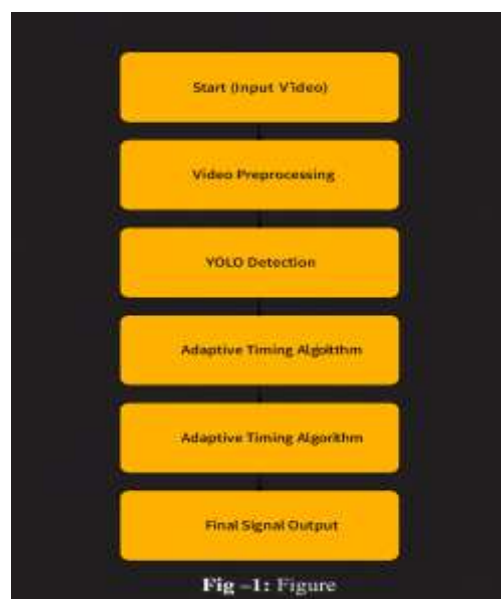 Start (Input Video)
Video Preprocessing
YOLO Detection
Adaptive Timing Algoitthm
Adaptive Timing Algorithm
Final Signal Output
Fig –1: Figure